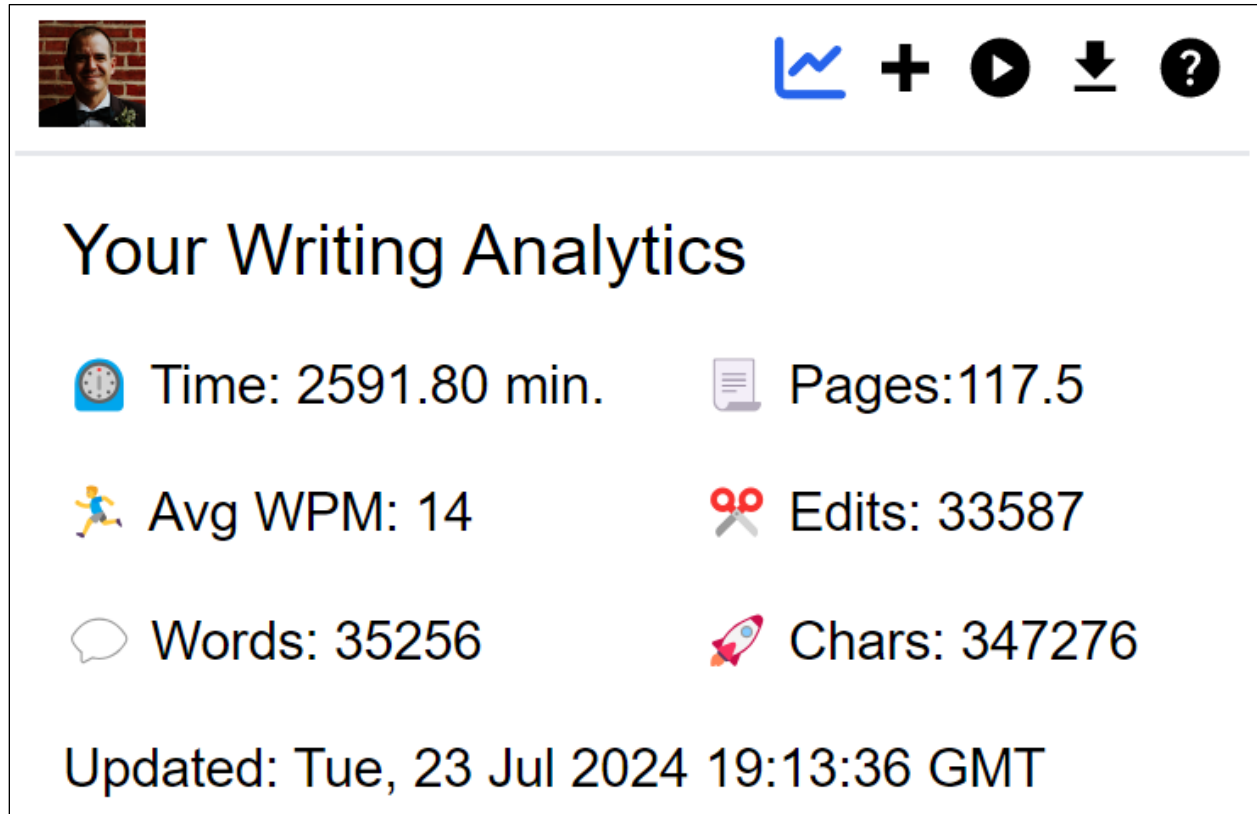 Your Writing Analytics
Time: 2591.80 min. Pages:117.5
Avg WPM: 14 Edits: 33587
Words: 35256 Chars: 347276
Updated: Tue, 23 Jul 2024 19:13:36 GMT